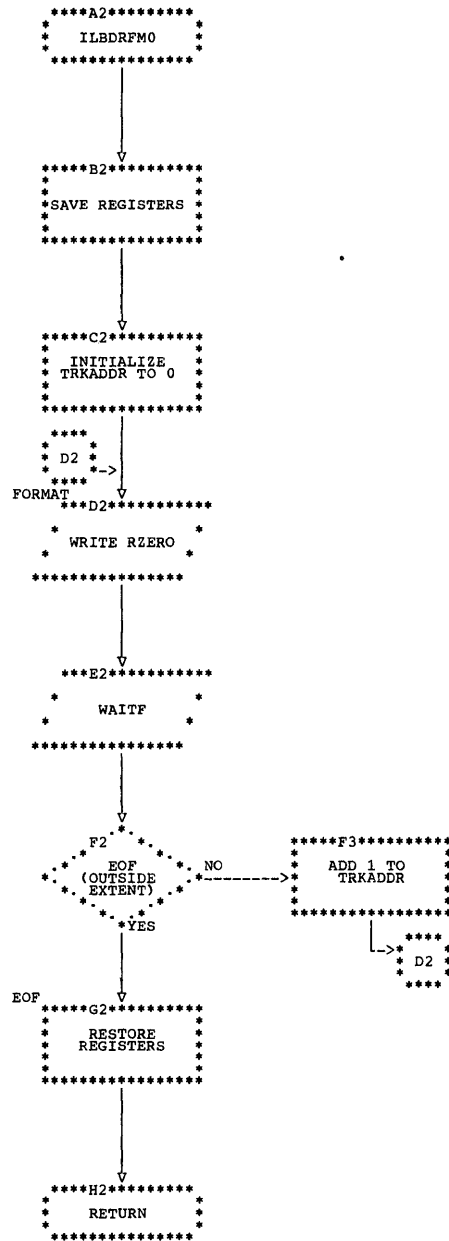 A2
ILBDRFM0
B2
SAVE REGISTERS
C2
INITIALIZE
TRKADDR TO 0
D2
FORMAT
D2
WRITE RZERO
E2
WAITF
F2
EOF
(OUTSIDE
EXTENT)
NO
YES
F3
ADD 1 TO
TRKADDR
D2
EOF
G2
RESTORE
REGISTERS
H2
RETURN